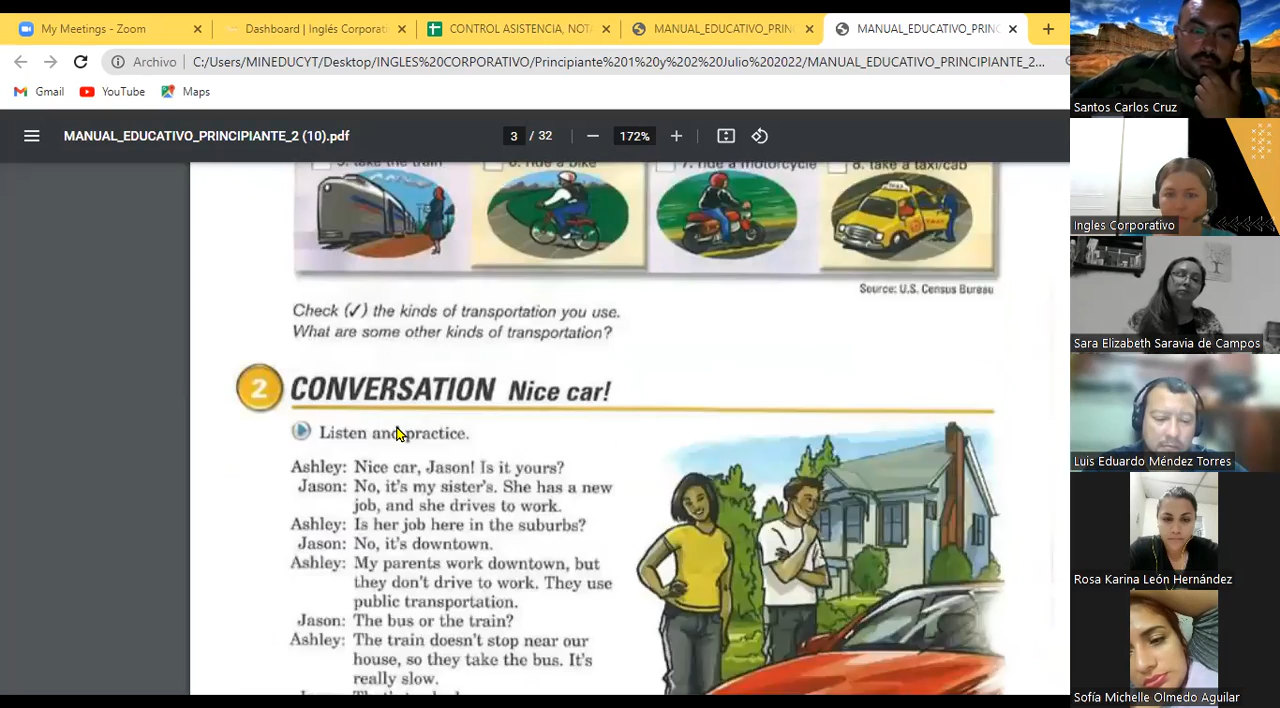 My Meetings - Zoom
Dashboard | Inglés Corporati
CONTROL ASISTENCIA, NOT
MANUAL_EDUCATIVO_PRIN
MANUAL_EDUCATIVO_PRINC
Archivo
C:/Users/MINEDUCYT/Desktop/INGLES%20CORPORATIVO/Principiante%201%20y%202%20Julio%202022/MANUAL_EDUCATIVO_PRINCIPIANTE_2...
Gmail
YouTube
Maps
MANUAL_EDUCATIVO_PRINCIPIANTE_2 (10).pdf
3 / 32
172%
5. take the train
6. ride a bike
7. ride a motorcycle
8. take a taxi/cab
Source: U.S. Census Bureau
Check (✓) the kinds of transportation you use.
What are some other kinds of transportation?
2 CONVERSATION Nice car!
Listen and practice.
Ashley: Nice car, Jason! Is it yours?
Jason: No, it's my sister's. She has a new
job, and she drives to work.
Ashley: Is her job here in the suburbs?
Jason: No, it's downtown.
Ashley: My parents work downtown, but
they don't drive to work. They use
public transportation.
Jason: The bus or the train?
Ashley: The train doesn't stop near our
house, so they take the bus. It's
really slow.
Santos Carlos Cruz
Ingles Corporativo
Sara Elizabeth Saravia de Campos
Luis Eduardo Méndez Torres
Rosa Karina León Hernández
Sofía Michelle Olmedo Aguilar